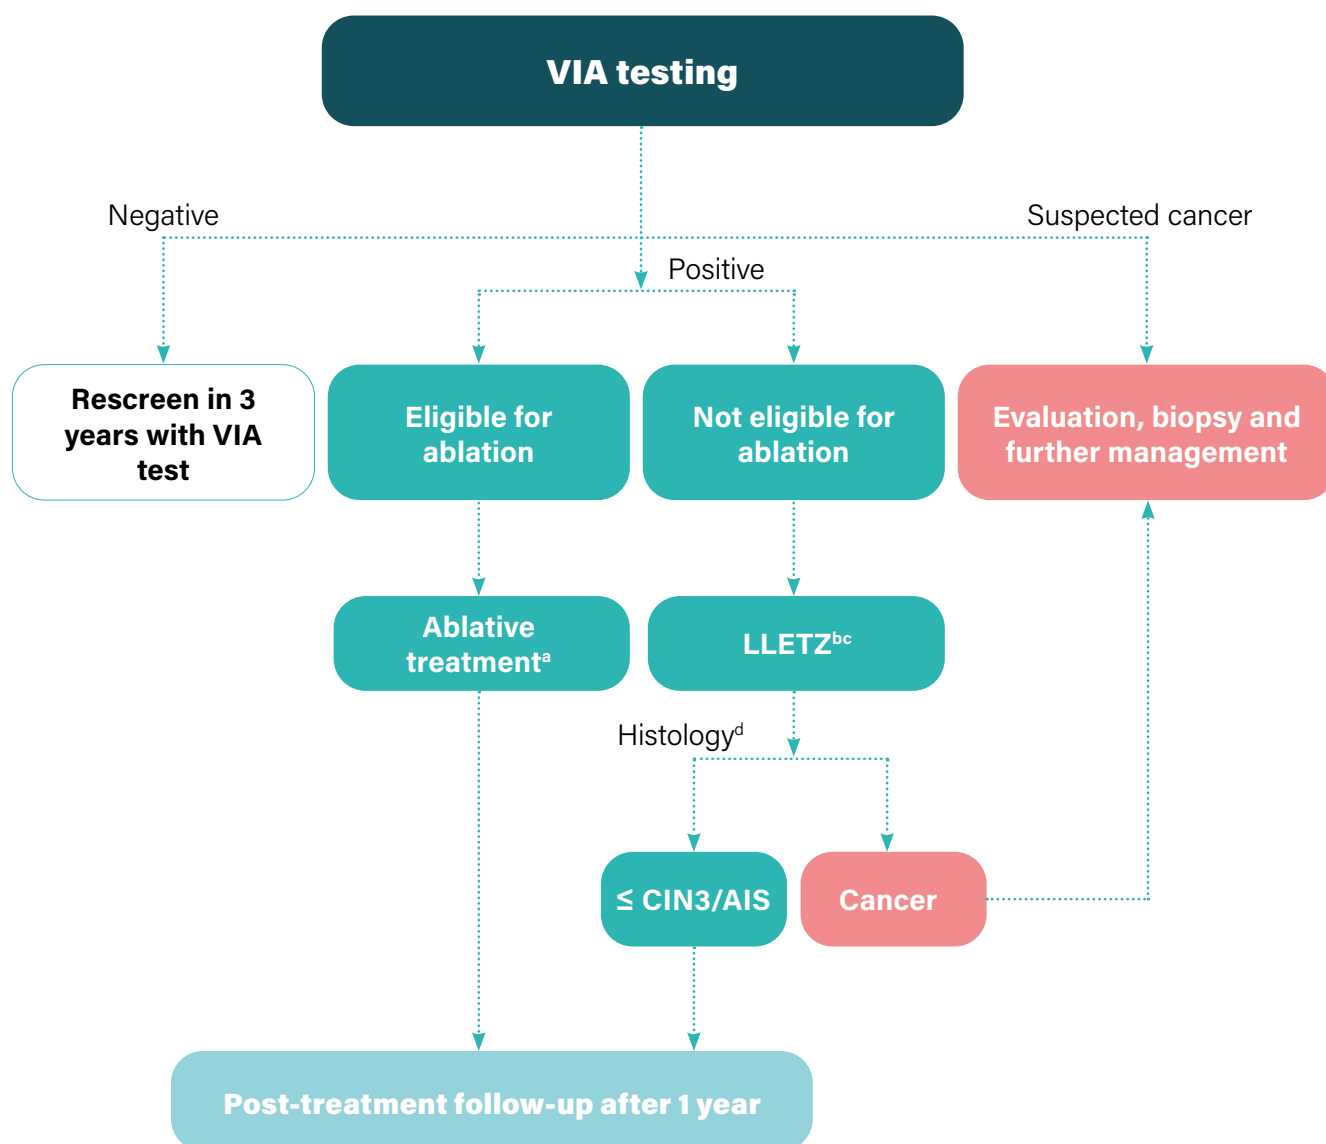 VIA testing
Negative
Suspected cancer
Positive
Rescreen in 3
years with VIA
test
Eligible for
ablation
Not eligible for
ablation
Evaluation, biopsy and
further management
Ablative
treatmentᵃ
LLETZᵇᶜ
Histologyᵈ
≤ CIN3/AIS
Cancer
Post-treatment follow-up after 1 year